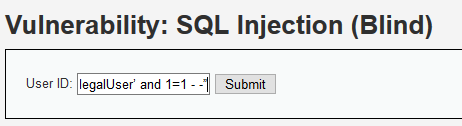 Vulnerability: SQL Injection (Blind)
User ID: legalUser’ and 1=1 - -” Submit